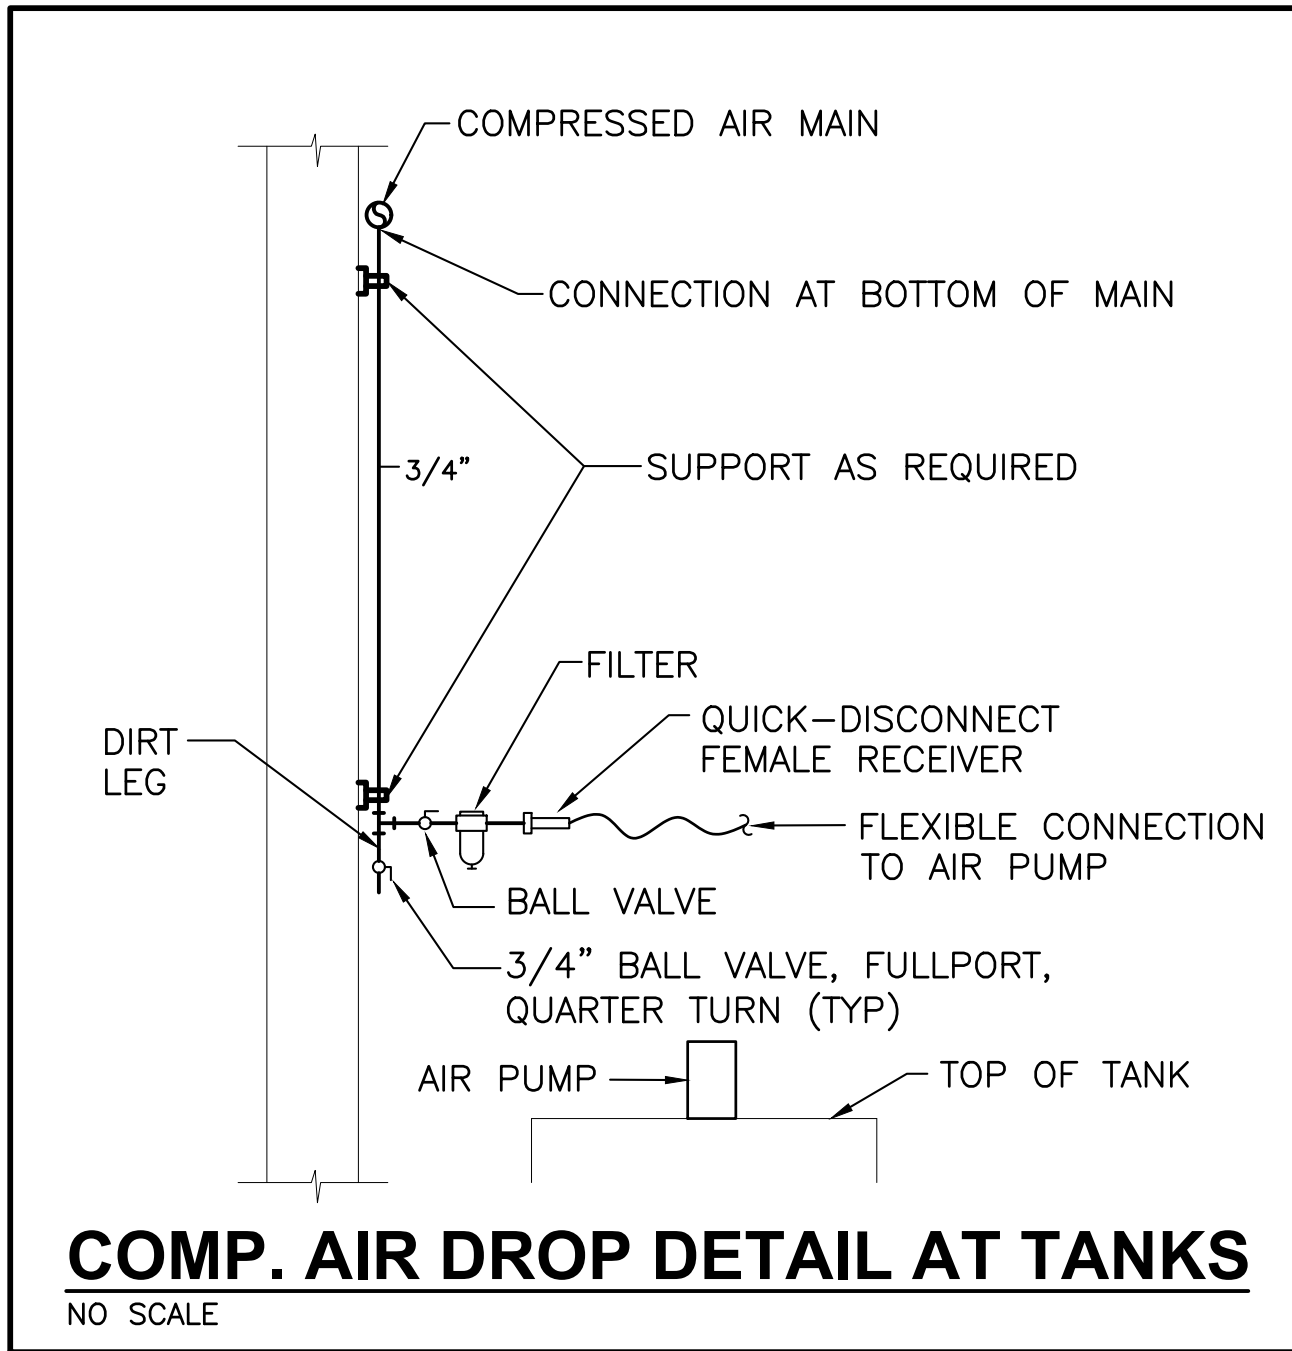 COMPRESSED AIR MAIN
CONNECTION AT BOTTOM OF MAIN
3/4”
SUPPORT AS REQUIRED
FILTER
QUICK-DISCONNECT
FEMALE RECEIVER
DIRT
LEG
FLEXIBLE CONNECTION
TO AIR PUMP
BALL VALVE
3/4” BALL VALVE, FULLPORT,
QUARTER TURN (TYP)
AIR PUMP
TOP OF TANK
COMP. AIR DROP DETAIL AT TANKS
NO SCALE